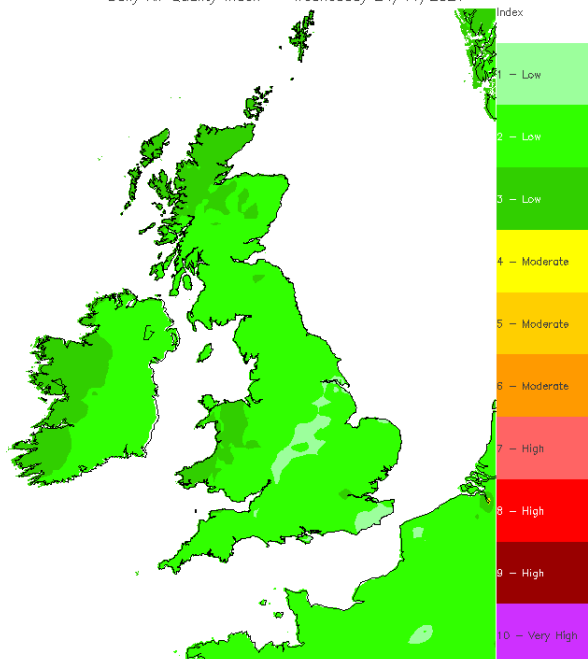 Index
1 - Low
2 - Low
3 - Low
4 - Moderate
5 - Moderate
6 - Moderate
7 - High
8 - High
9 - High
10 - Very High